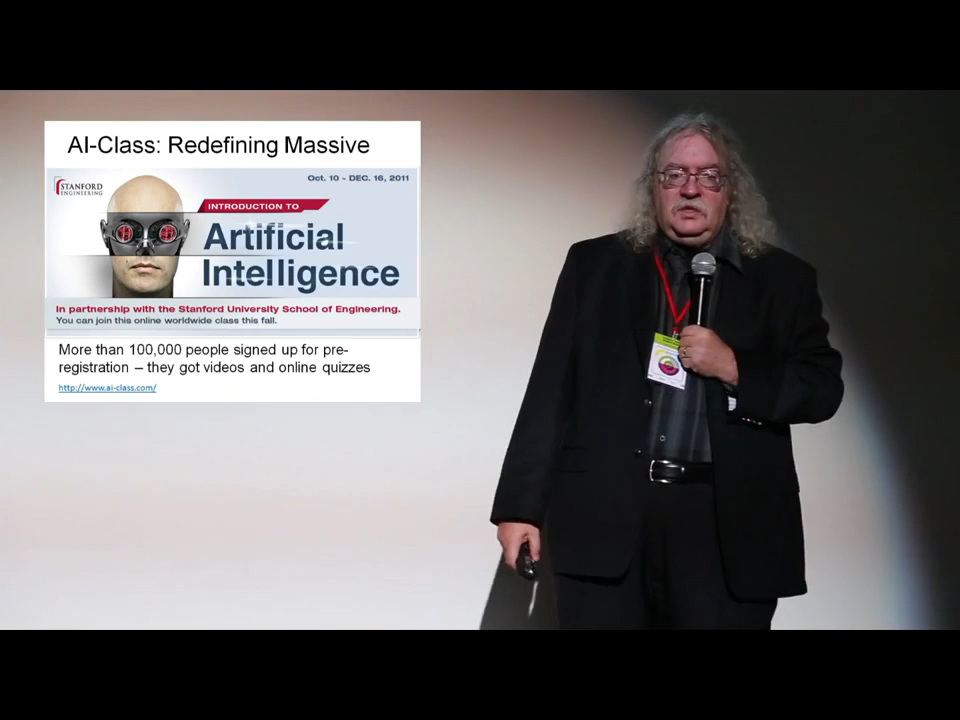 AI-Class: Redefining Massive
STANFORD
ENGINEERING
Oct. 10 ~ DEC. 16, 2011
INTRODUCTION TO
Artificial
Intelligence
In partnership with the Stanford University School of Engineering.
You can join this online worldwide class this fall.
More than 100,000 people signed up for pre-
registration – they got videos and online quizzes
http://www.ai-class.com/